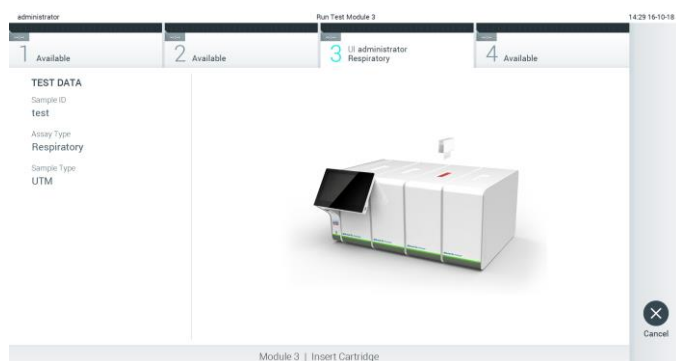 administrator
Run Test Module 3
14:29 16-10-18
1 Available
2 Available
3 UI administrator
Respiratory
4 Available
TEST DATA
Sample ID
test
Assay Type
Respiratory
Sample Type
UTM
Cancel
Module 3 | Insert Cartridge